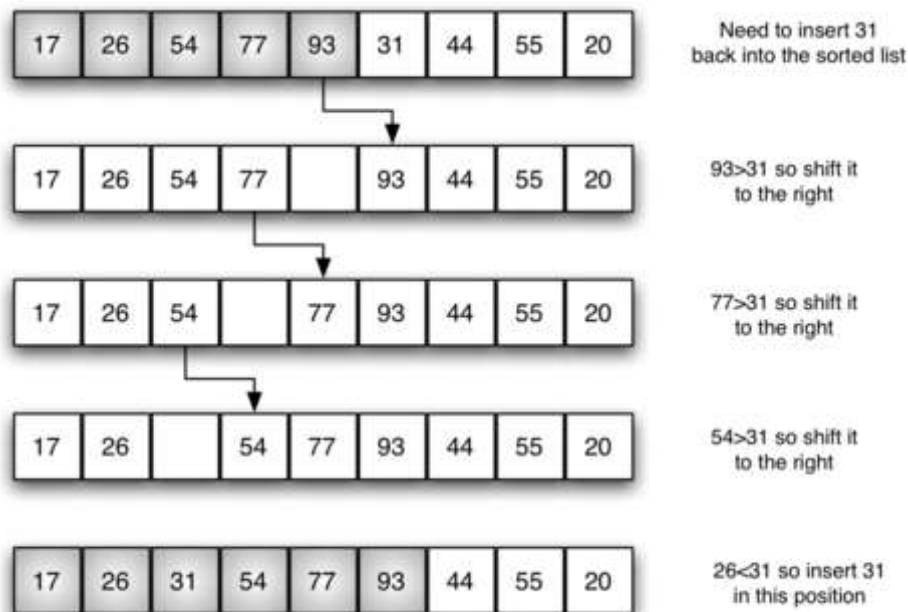 17 26 54 77 93 31 44 55 20
Need to insert 31
back into the sorted list
17 26 54 77 93 44 55 20
93>31 so shift it
to the right
17 26 54 77 93 44 55 20
77>31 so shift it
to the right
17 26 54 77 93 44 55 20
54>31 so shift it
to the right
17 26 31 54 77 93 44 55 20
26<31 so insert 31
in this position